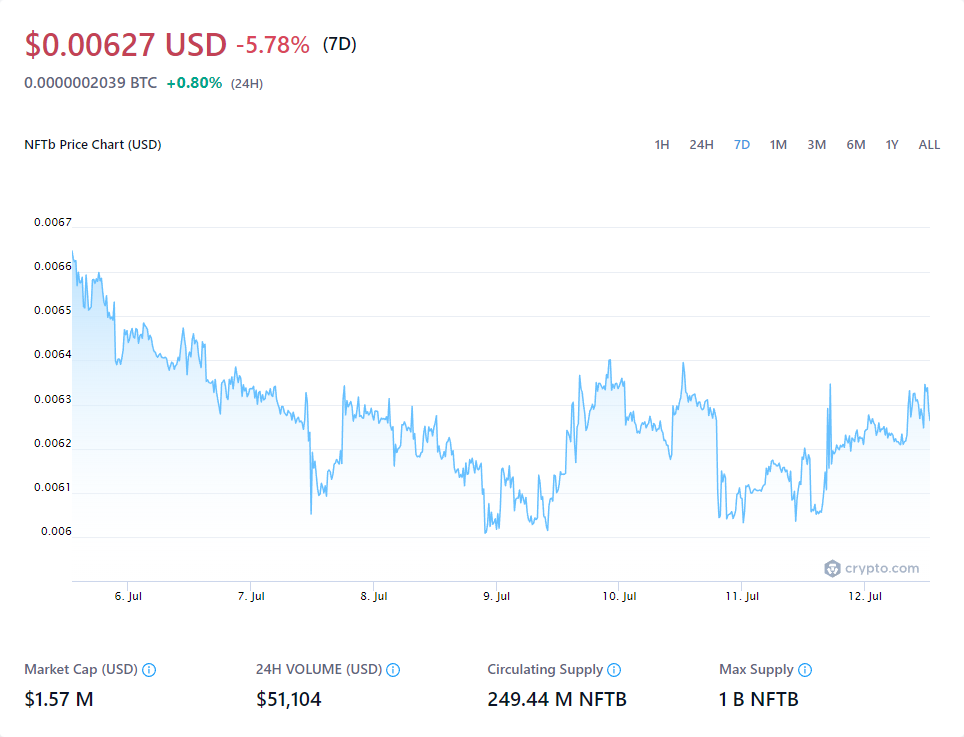 $0.00627 USD -5.78% (7D)
0.0000002039 BTC +0.80% (24H)
NFTb Price Chart (USD) 1H 24H 7D 1M 3M 6M 1Y ALL
0.0067
0.0066
0.0065
0.0064
0.0063
0.0062
0.0061
0.006
crypto.com
6. Jul 7. Jul 8. Jul 9. Jul 10. Jul 11. Jul 12. Jul
Market Cap (USD) 24H VOLUME (USD) Circulating Supply Max Supply
$1.57 M $51,104 249.44 M NFTB 1 B NFTB